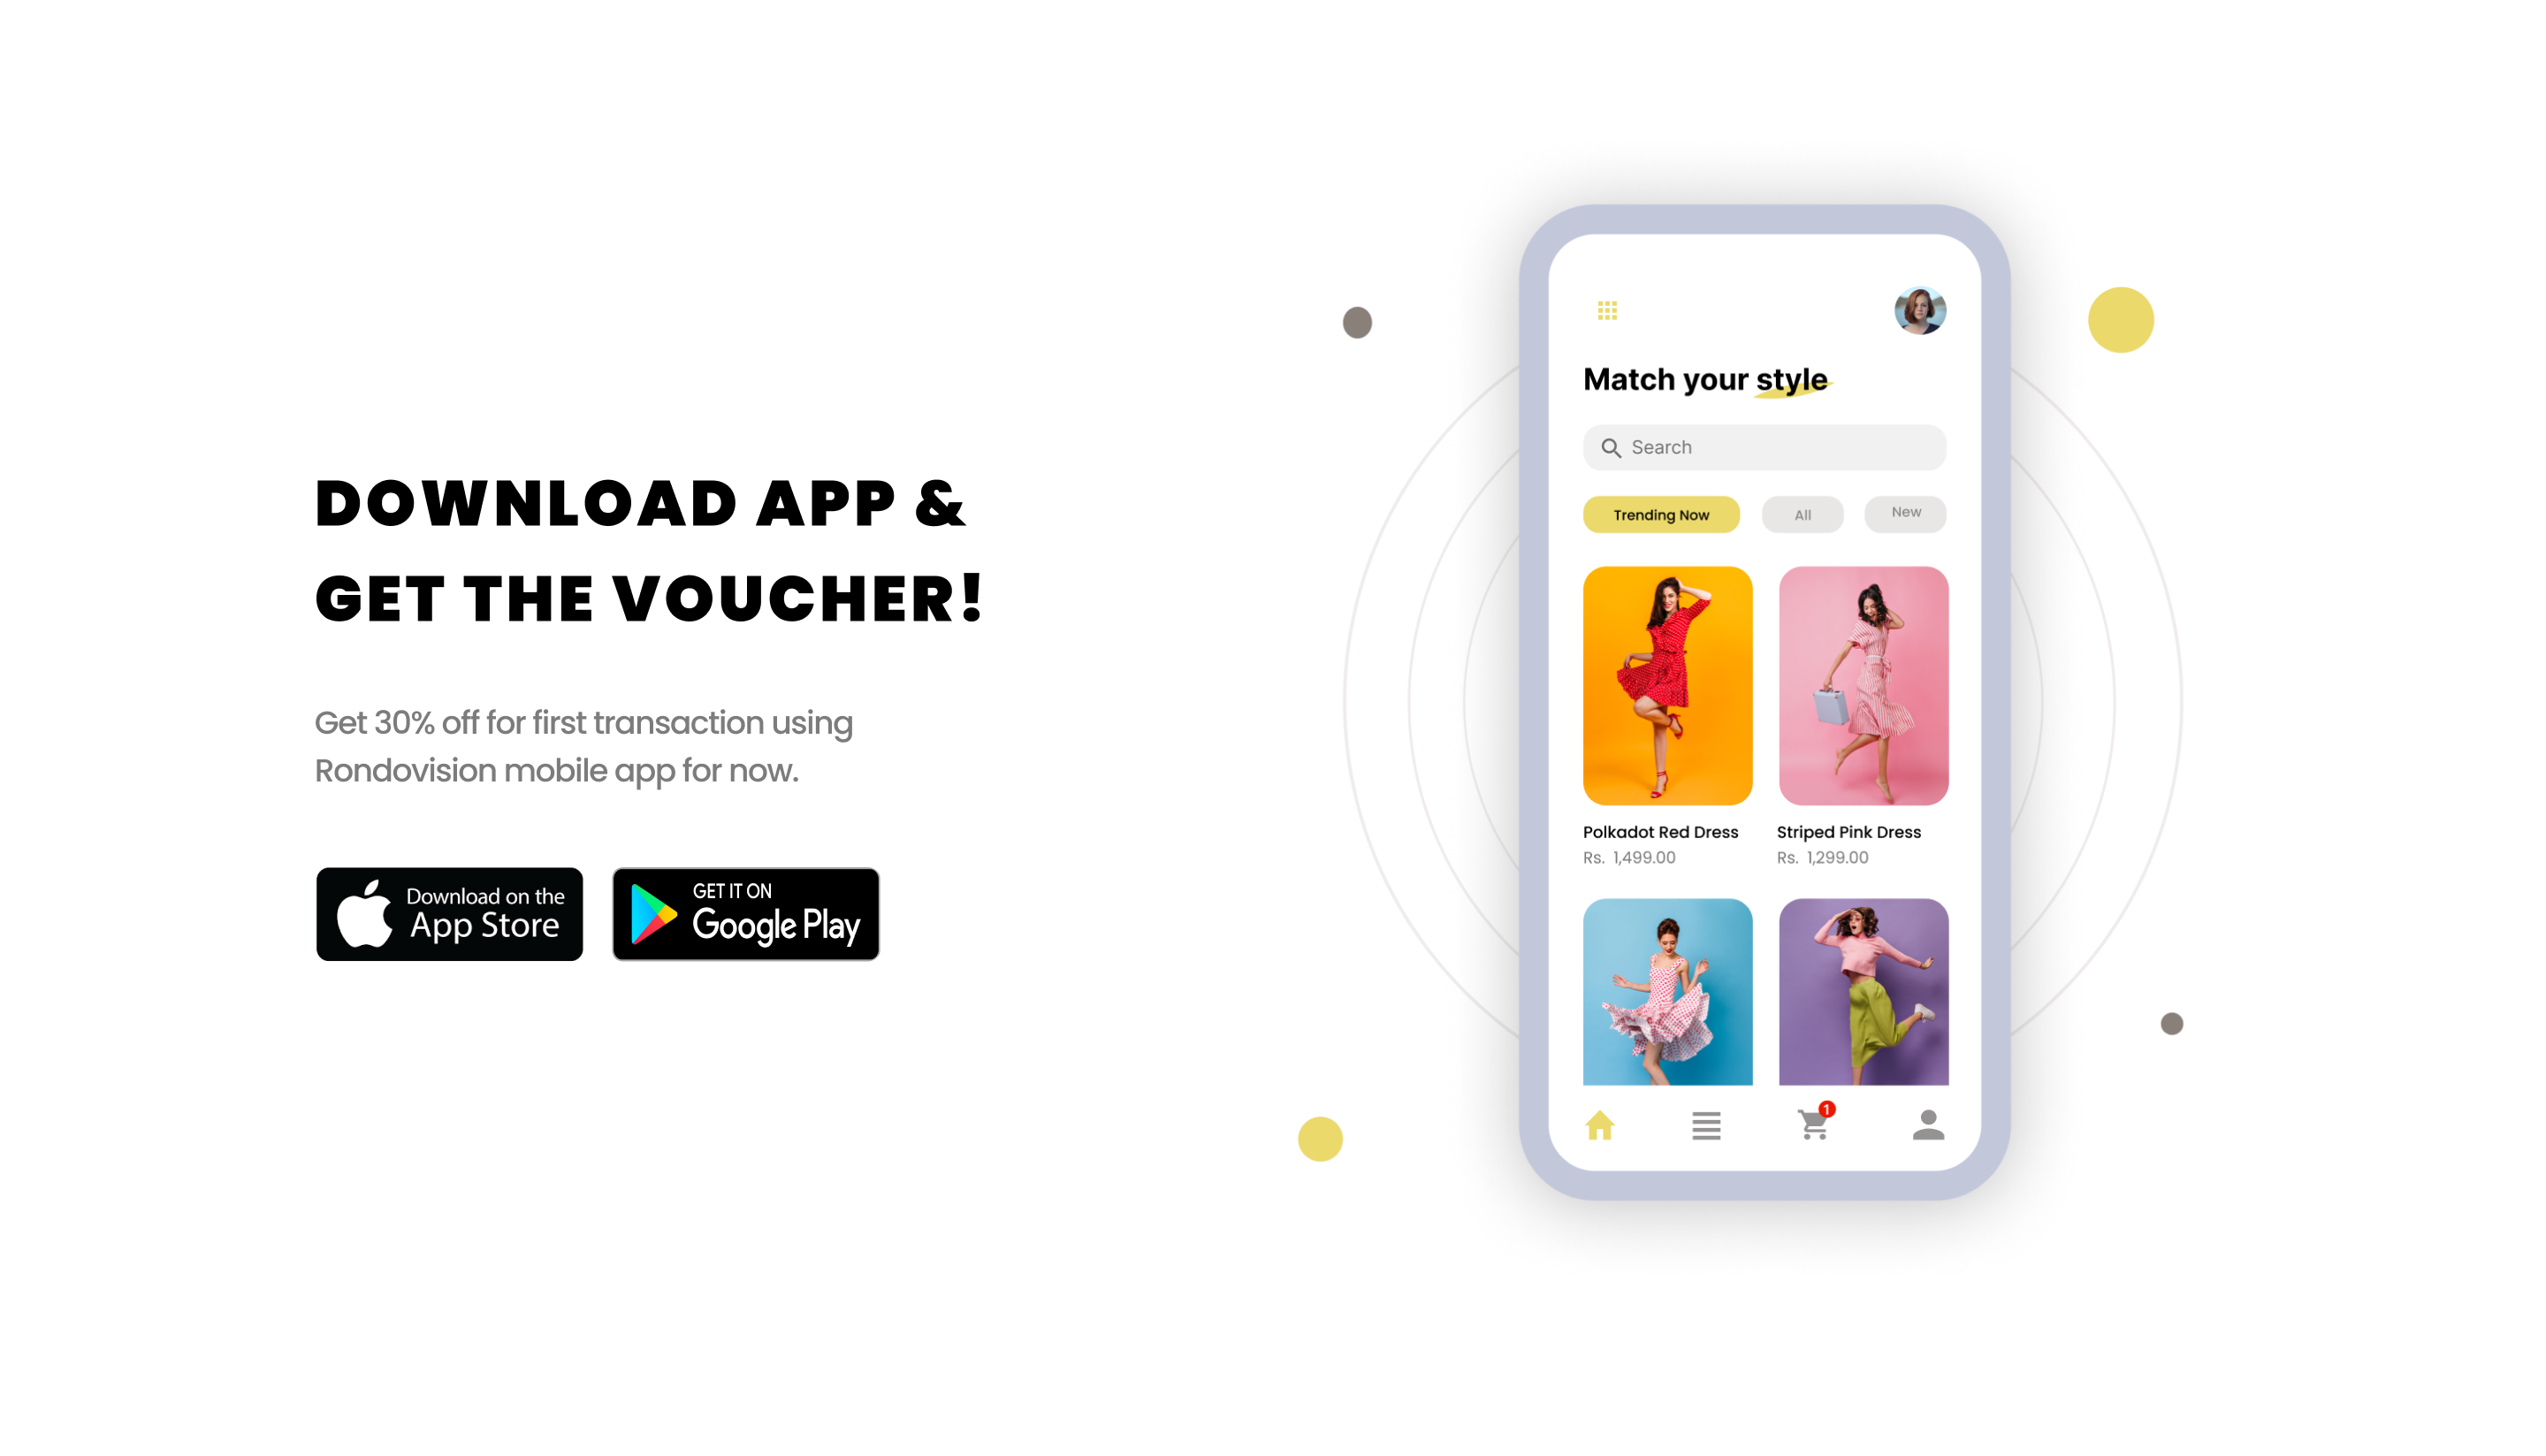 DOWNLOAD APP &
GET THE VOUCHER!
Get 30% off for first transaction using
Rondovision mobile app for now.
Download on the
App Store
GET IT ON
Google Play
Match your style
Search
Trending Now
All
New
Polkadot Red Dress
Rs. 1,499.00
Striped Pink Dress
Rs. 1,299.00
1